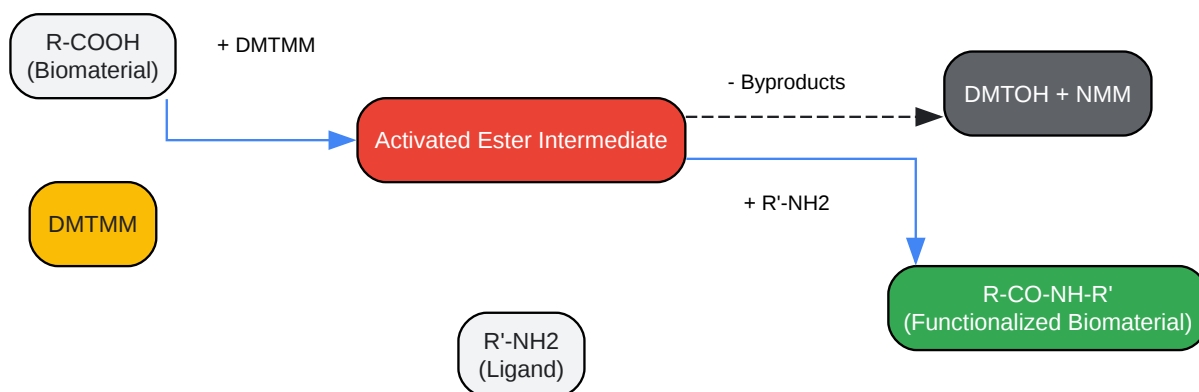 R-COOH
(Biomaterial)
+ DMTMM
- Byproducts
DMTOH + NMM
Activated Ester Intermediate
DMTMM
+ R'-NH2
R-CO-NH-R'
(Functionalized Biomaterial)
R'-NH2
(Ligand)